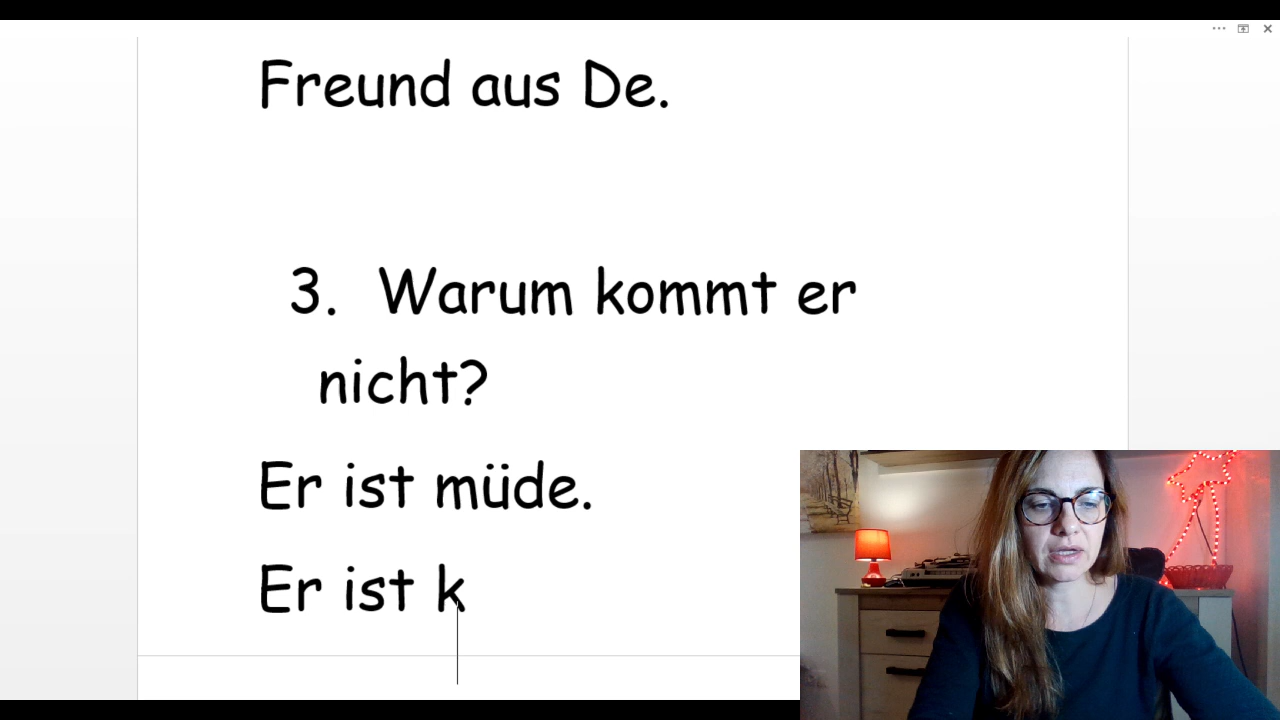 Freund aus De.
3. Warum kommt er
nicht?
Er ist müde.
Er ist k